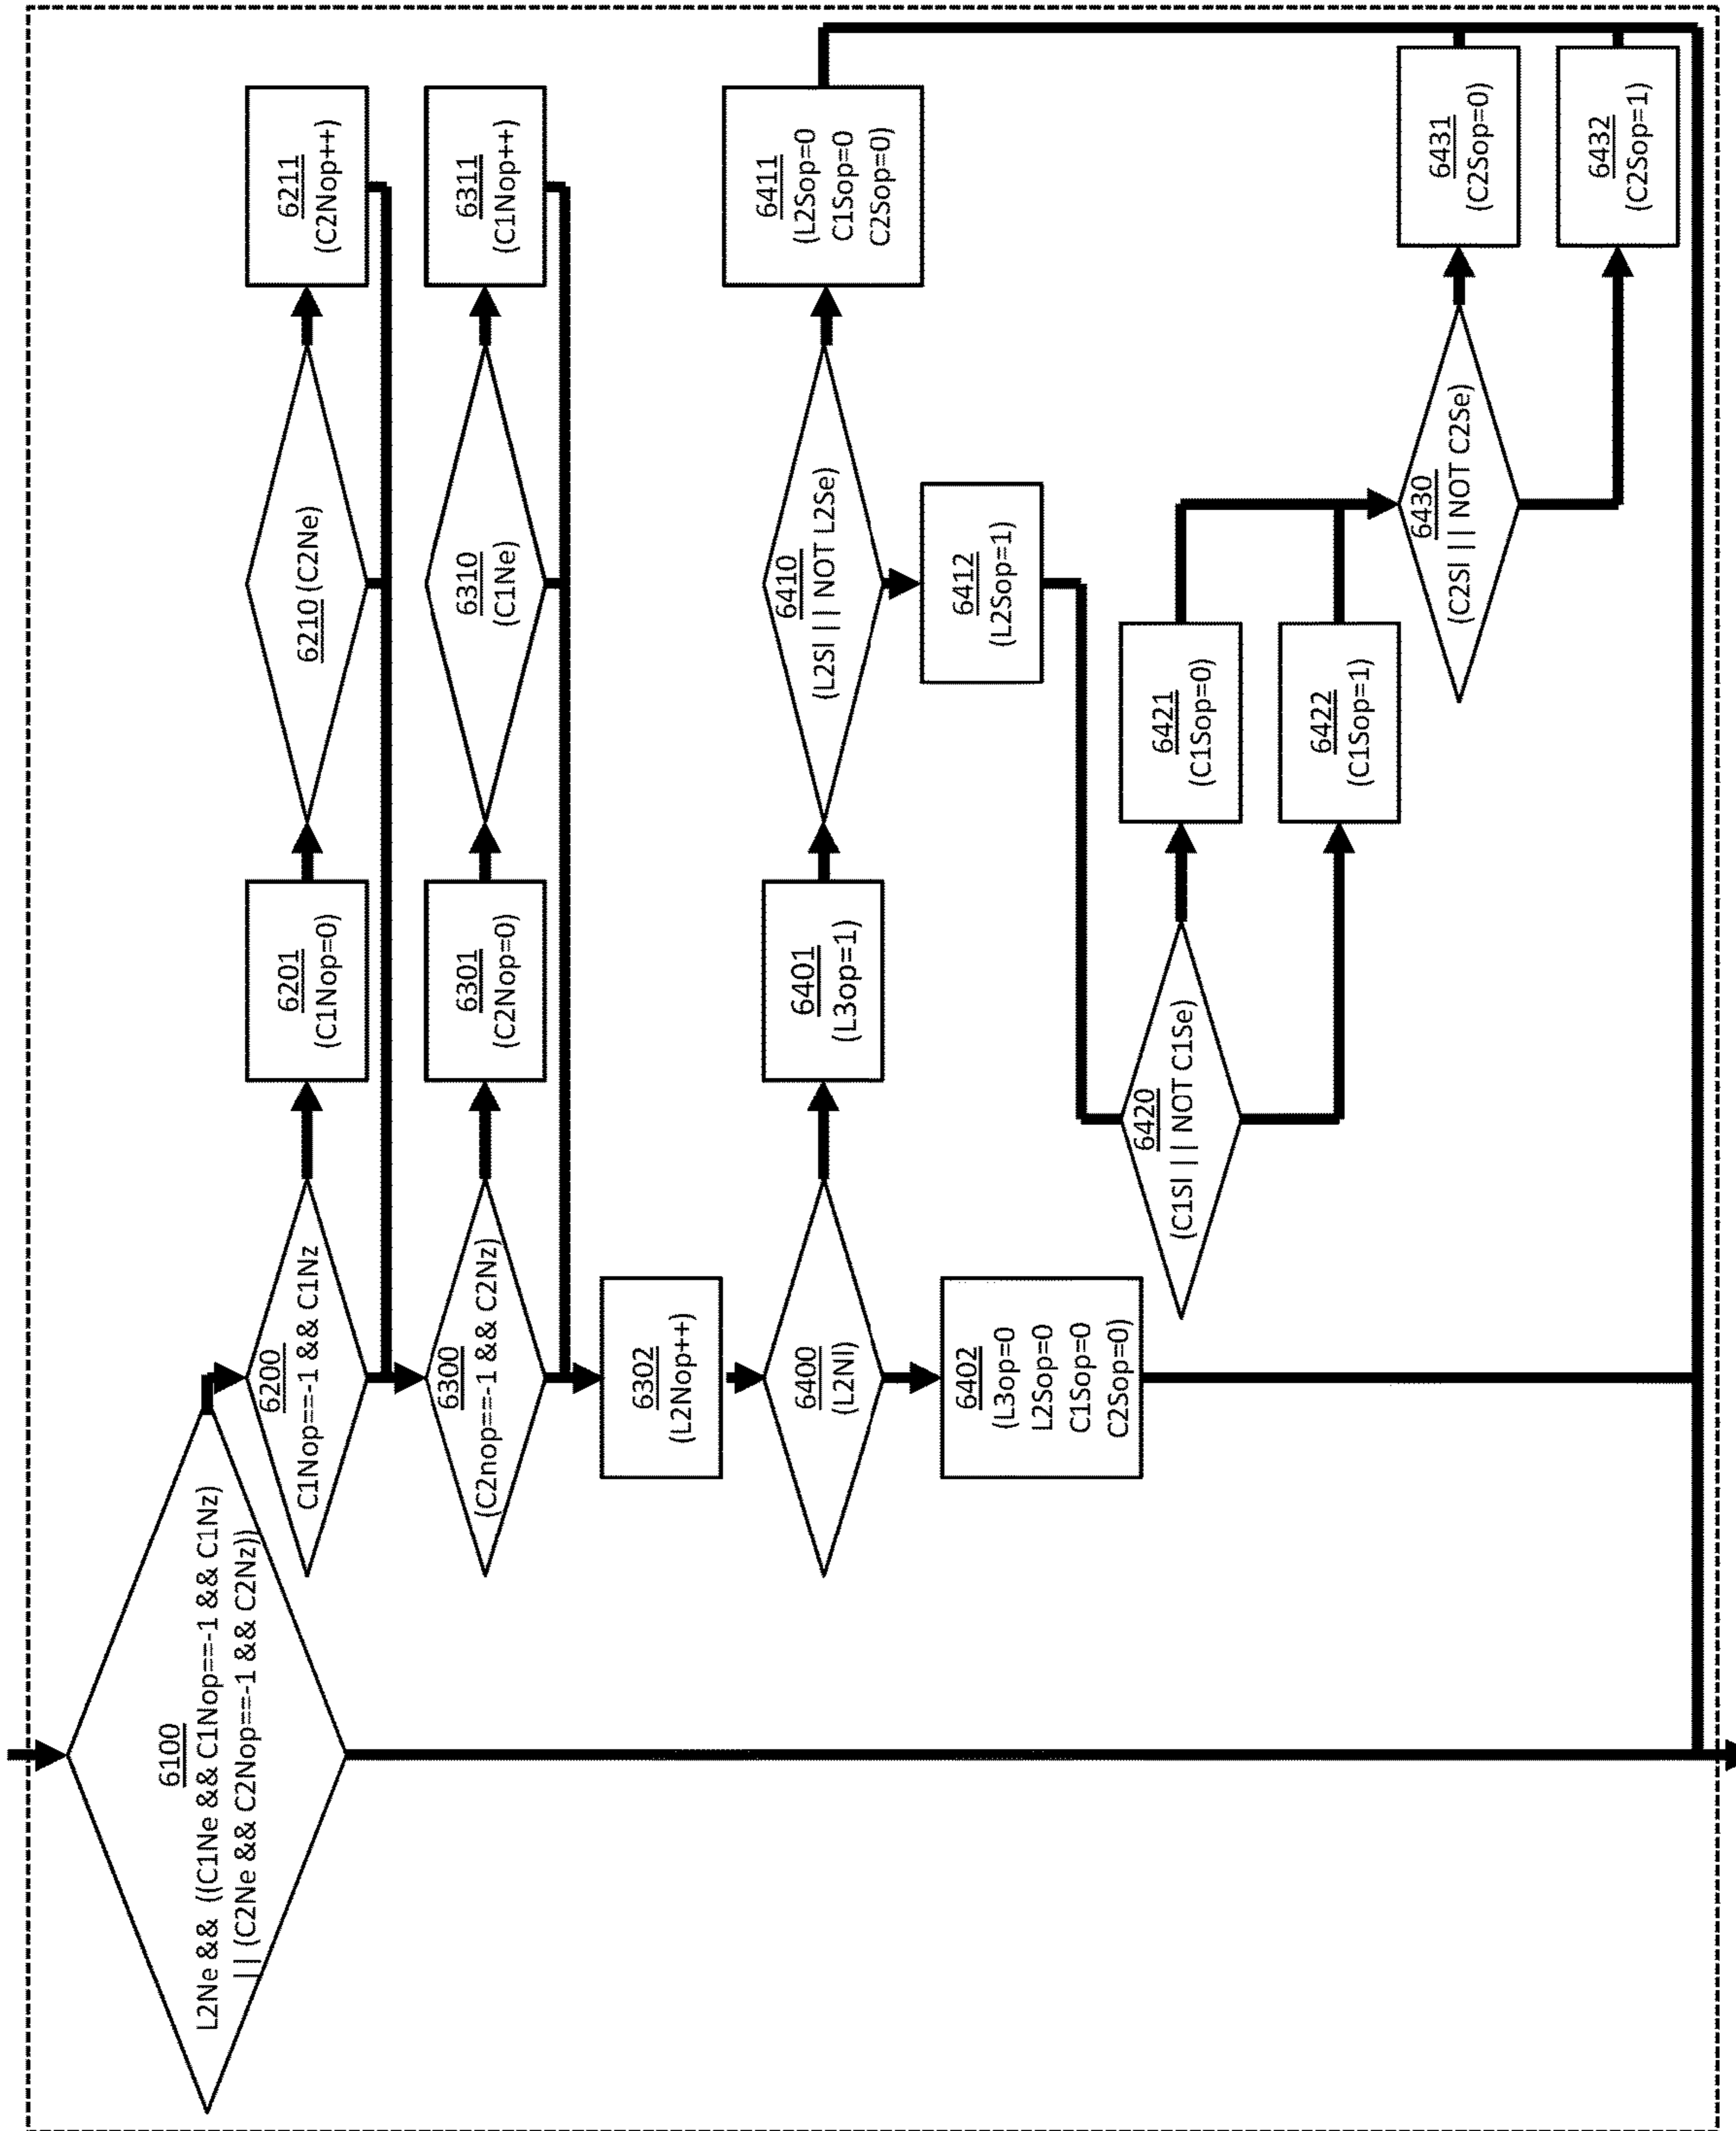 6100
L2Ne && ((C1Ne && C1Nop==-1 && C1Nz)
|| (C2Ne && C2Nop==-1 && C2Nz))
6200
C1Nop==-1 && C1Nz
6201
(C1Nop=0)
6210 (C2Ne)
6211
(C2Nop++)
6300
(C2nop==-1 && C2Nz)
6301
(C2Nop=0)
6310
(C1Ne)
6311
(C1Nop++)
6302
(L2Nop++)
6400
(L2Nl)
6401
(L3op=1)
6410
(L2Sl || NOT L2Se)
6411
(L2Sop=0
C1Sop=0
C2Sop=0)
6402
(L3op=0
L2Sop=0
C1Sop=0
C2Sop=0)
6412
(L2Sop=1)
6420
(C1Sl || NOT C1Se)
6421
(C1Sop=0)
6422
(C1Sop=1)
6430
(C2Sl || NOT C2Se)
6431
(C2Sop=0)
6432
(C2Sop=1)